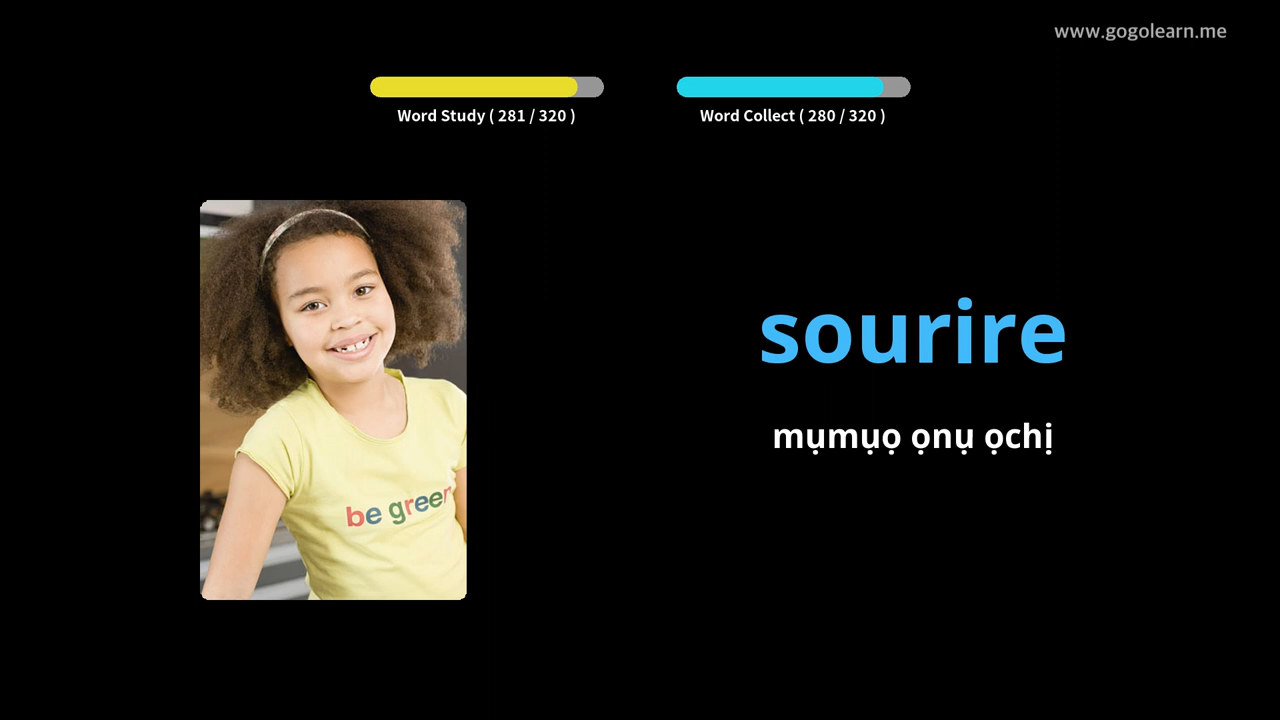 www.gogolearn.me
Word Study ( 281 / 320 )
Word Collect ( 280 / 320 )
sourire
mụmụọ ọnụ ọchị
be green